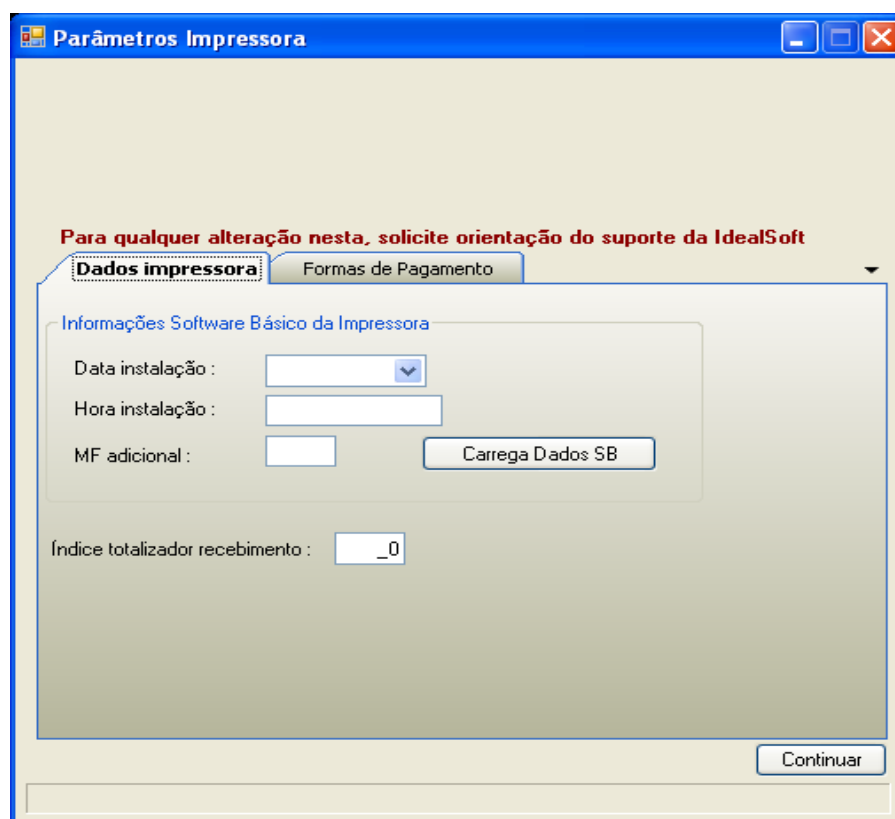 Parâmetros Impressora
Para qualquer alteração nesta, solicite orientação do suporte da IdealSoft
Dados impressora Formas de Pagamento
Informações Software Básico da Impressora
Data instalação :
Hora instalação :
MF adicional : Carrega Dados SB
Índice totalizador recebimento : _0
Continuar